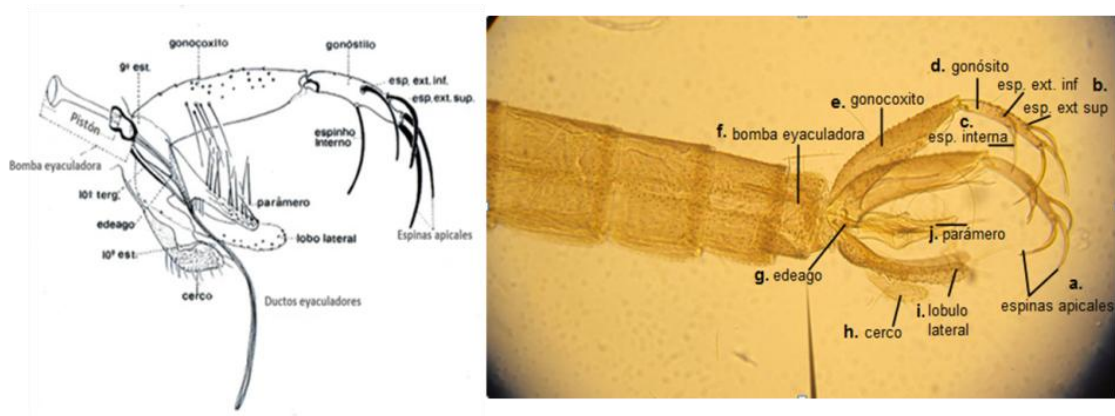 gonocoxito
gonóstilo
9º est.
esp. ext. inf.
esp. ext. sup.
Pistón
espinho
Interno
Bomba eyaculadora
10º terg.
parámero
edeago
Espinas apicales
lobo lateral
10º est.
cerco
Ductos eyaculadores
d. gonósito
esp. ext. inf
b.
esp. ext sup
e. gonocoxito
c.
esp. interna
f. bomba eyaculadora
j. parámero
g. edeago
a.
espinas apicales
i. lobulo
lateral
h. cerco